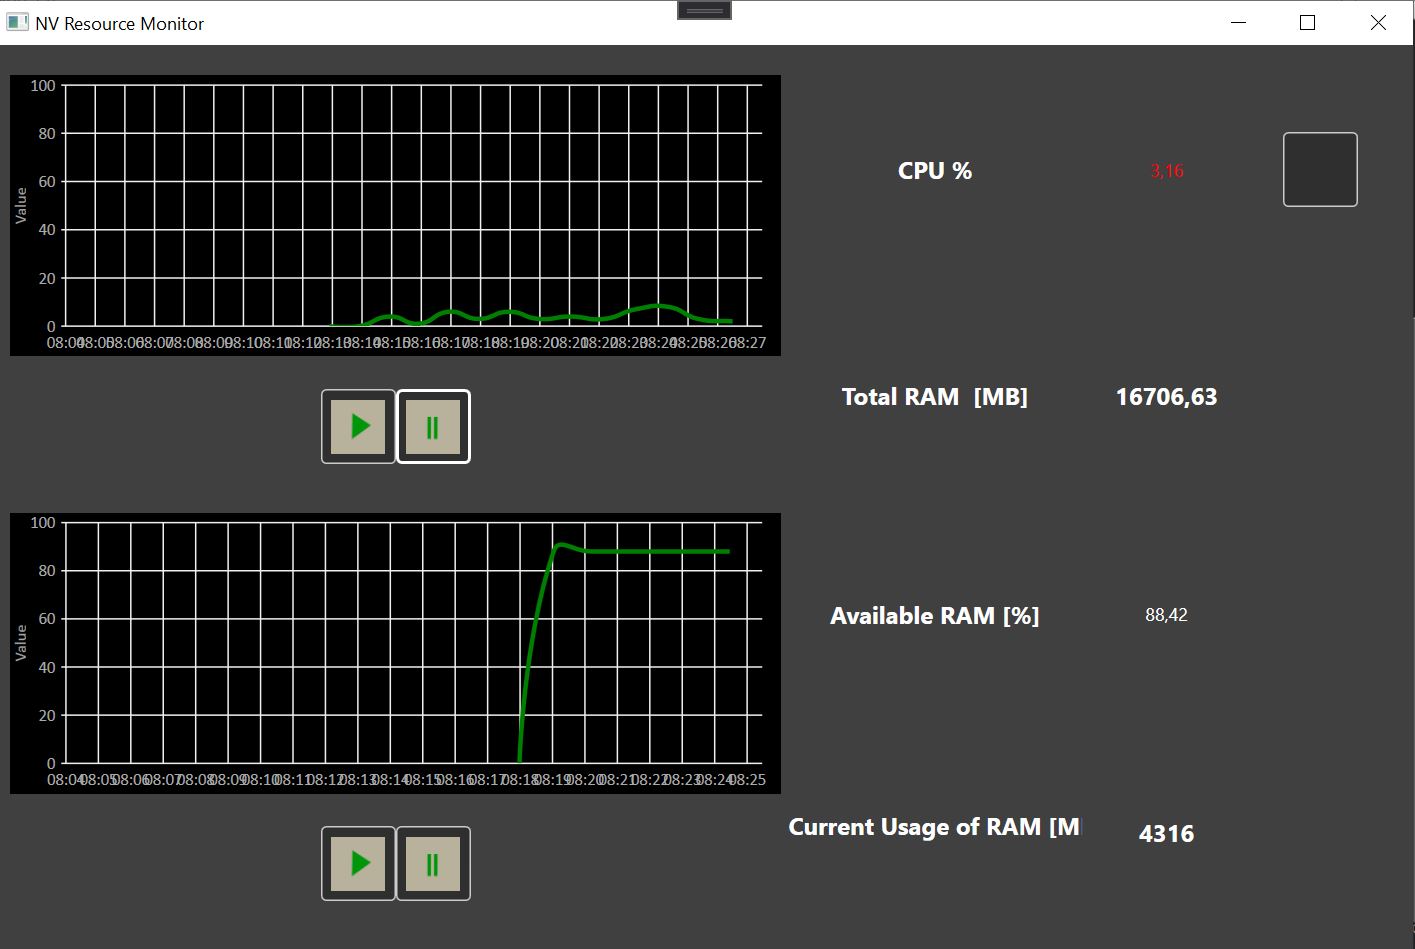 NV Resource Monitor
100
80
60
40
20
0
Value
08:04 08:05 08:06 08:07 08:08 08:09 08:10 08:11 08:12 08:13 08:14 08:15 08:16 08:17 08:18 08:19 08:20 08:21 08:22 08:23 08:24 08:25 08:26 08:27
CPU % 3,16
Total RAM [MB] 16706,63
100
80
60
40
20
0
Value
08:04 08:05 08:06 08:07 08:08 08:09 08:10 08:11 08:12 08:13 08:14 08:15 08:16 08:17 08:18 08:19 08:20 08:21 08:22 08:23 08:24 08:25
Available RAM [%] 88,42
Current Usage of RAM [M 4316